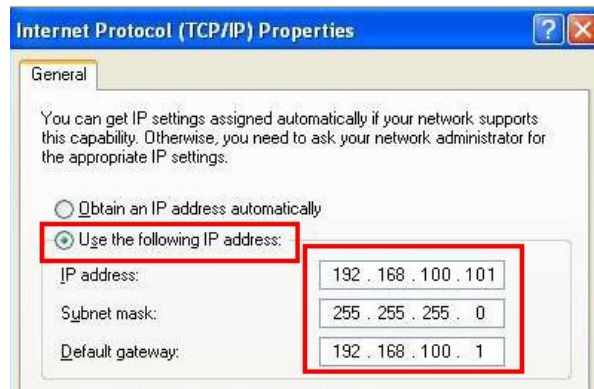 Internet Protocol (TCP/IP) Properties
General
You can get IP settings assigned automatically if your network supports
this capability. Otherwise, you need to ask your network administrator for
the appropriate IP settings.
Obtain an IP address automatically
Use the following IP address:
IP address: 192 . 168 . 100 . 101
Subnet mask: 255 . 255 . 255 . 0
Default gateway: 192 . 168 . 100 . 1